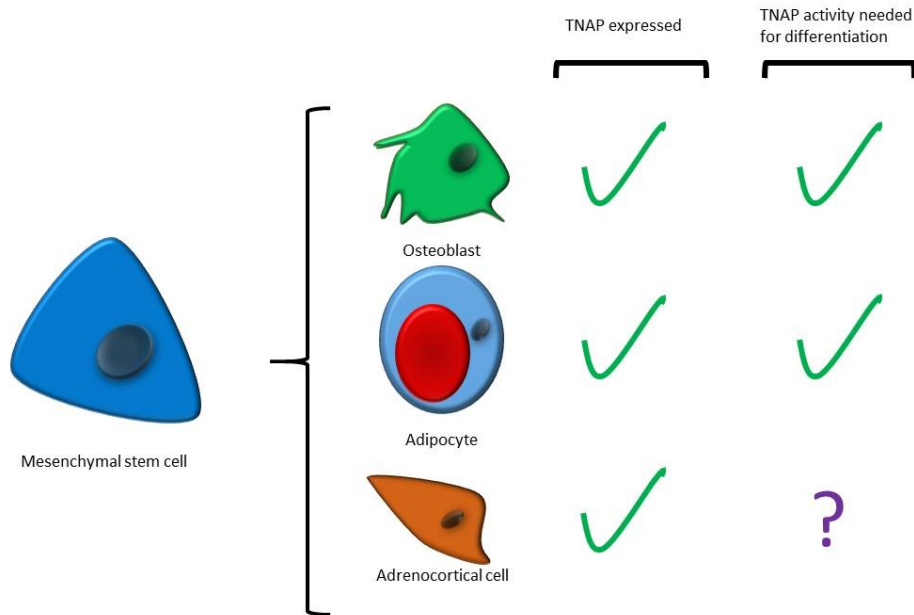 TNAP expressed
TNAP activity needed
for differentiation
Osteoblast
Adipocyte
Mesenchymal stem cell
Adrenocortical cell
?